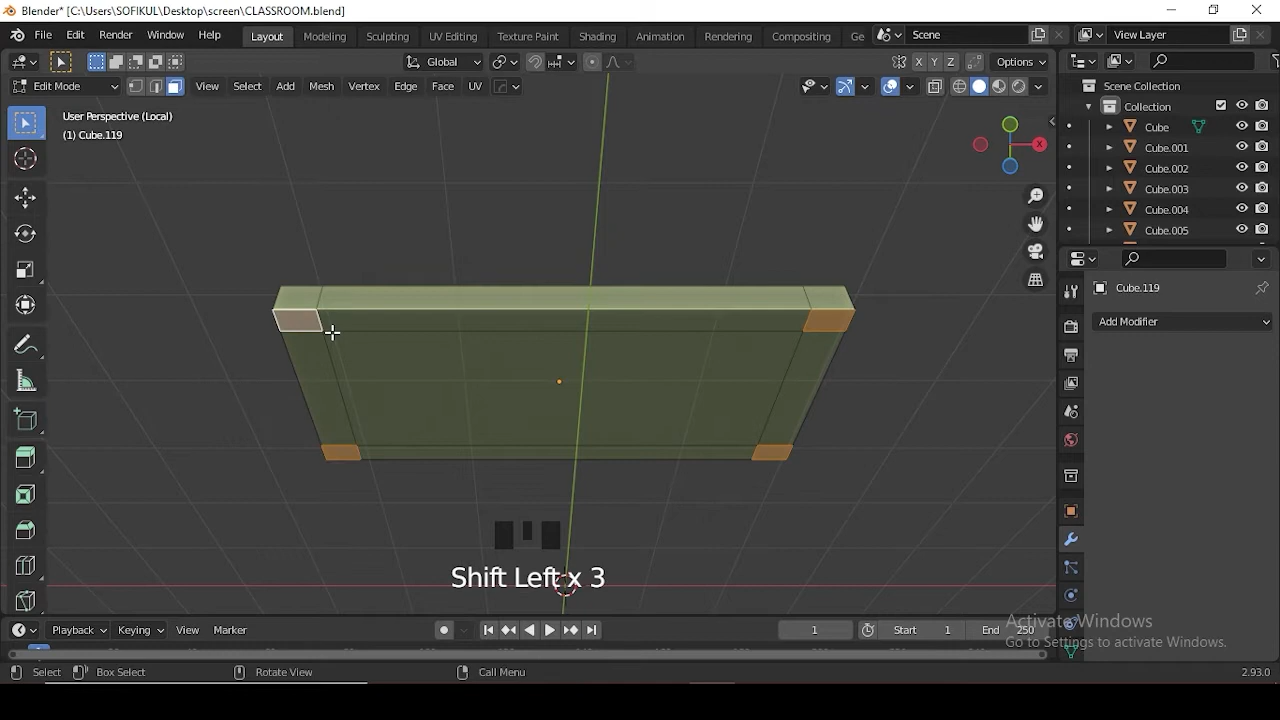 Blender* [C:\Users\SOFIKUL\Desktop\screen\CLASSROOM.blend]
File Edit Render Window Help Layout Modeling Sculpting UV Editing Texture Paint Shading Animation Rendering Compositing Ge Scene View Layer
Global X Y Z Options
Edit Mode View Select Add Mesh Vertex Edge Face UV
User Perspective (Local)
(1) Cube.119
X
Scene Collection
Collection
Cube
Cube.001
Cube.002
Cube.003
Cube.004
Cube.005
Cube.119
Add Modifier
Shift Left x 3
Activate Windows
Go to Settings to activate Windows.
Playback Keying View Marker 1 Start 1 End 250
Select Box Select Rotate View Call Menu 2.93.0